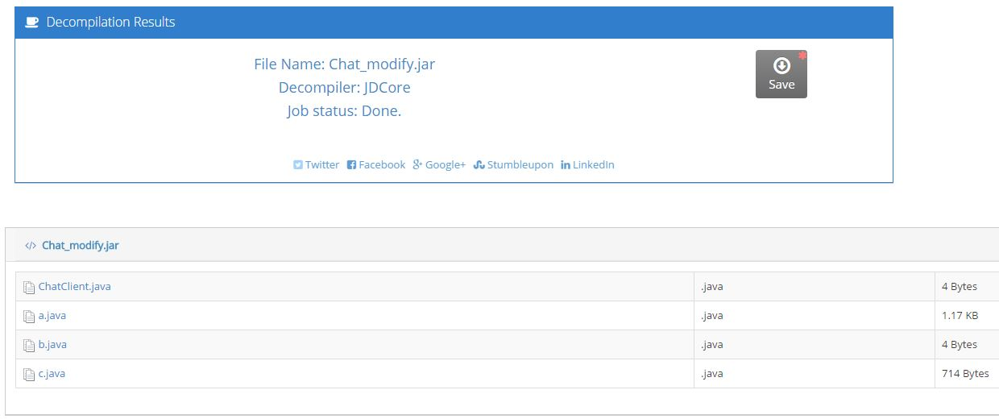 Decompilation Results
File Name: Chat_modify.jar
Decompiler: JDCore
Job status: Done.
Save
Twitter Facebook Google+ Stumbleupon LinkedIn
</> Chat_modify.jar
ChatClient.java .java 4 Bytes
a.java .java 1.17 KB
b.java .java 4 Bytes
c.java .java 714 Bytes